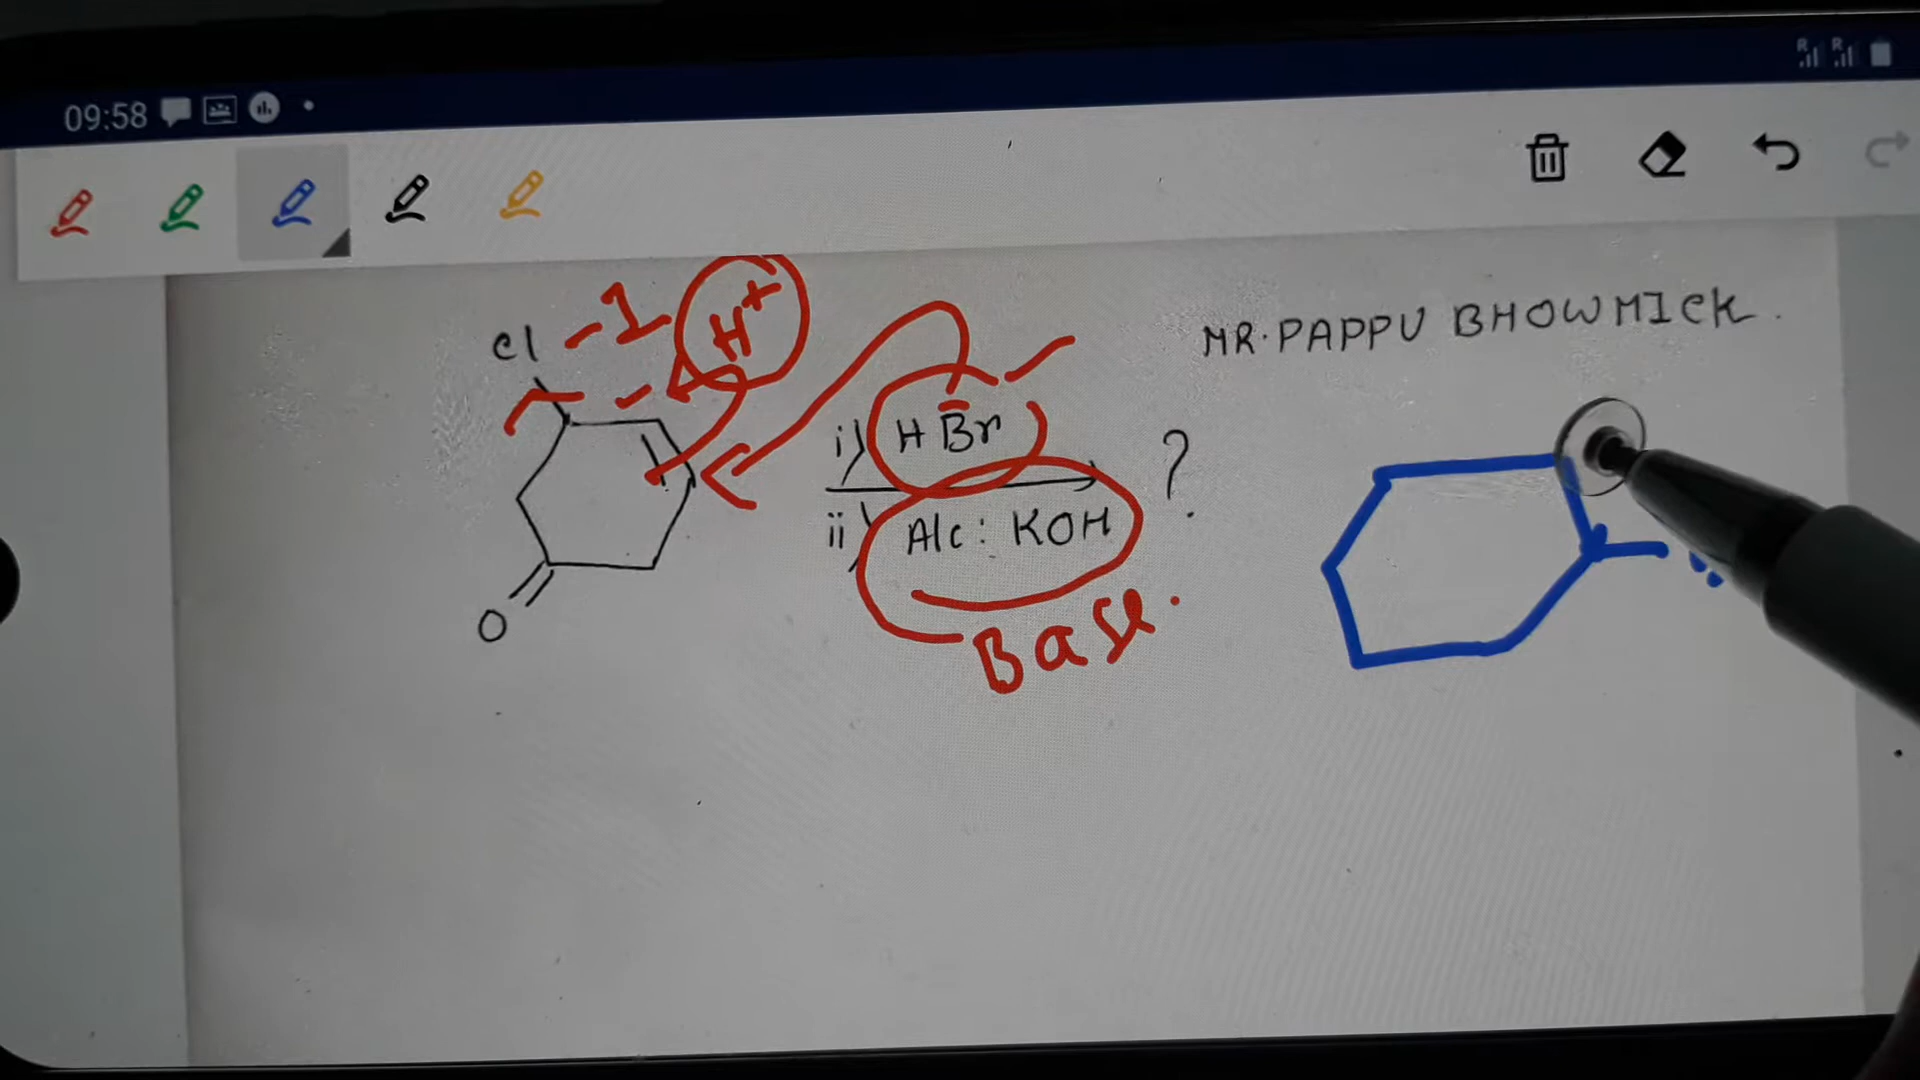 09:58
R R
MR. PAPPU BHOWMICK.
Cl - I H+
i) HBr
?
ii) Alc: KOH
O
Base.